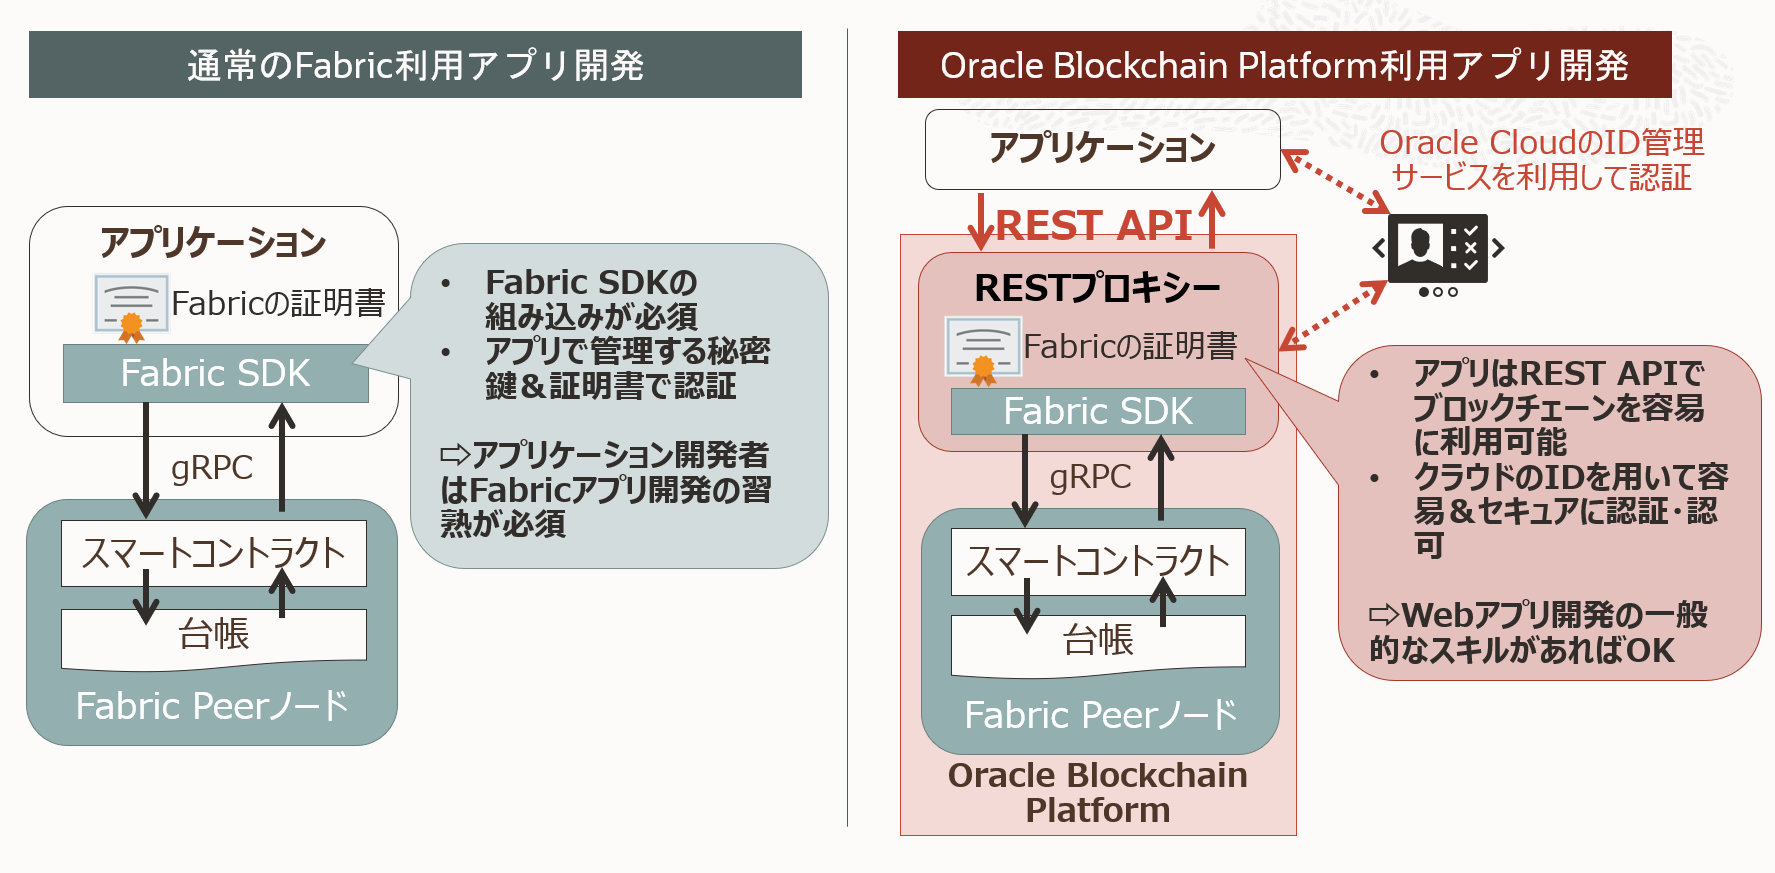 通常のFabric利用アプリ開発
アプリケーション
Fabricの証明書
Fabric SDK
gRPC
スマートコントラクト
台帳
Fabric Peerノード
• Fabric SDKの
組み込みが必須
• アプリで管理する秘密
鍵＆証明書で認証
⇨アプリケーション開発者
はFabricアプリ開発の習
熟が必須
Oracle Blockchain Platform利用アプリ開発
アプリケーション
Oracle CloudのID管理
サービスを利用して認証
REST API
RESTプロキシー
Fabricの証明書
Fabric SDK
gRPC
スマートコントラクト
台帳
Fabric Peerノード
Oracle Blockchain
Platform
• アプリはREST APIで
ブロックチェーンを容易
に利用可能
• クラウドのIDを用いて容
易＆セキュアに認証・認
可
⇨Webアプリ開発の一般
的なスキルがあればOK